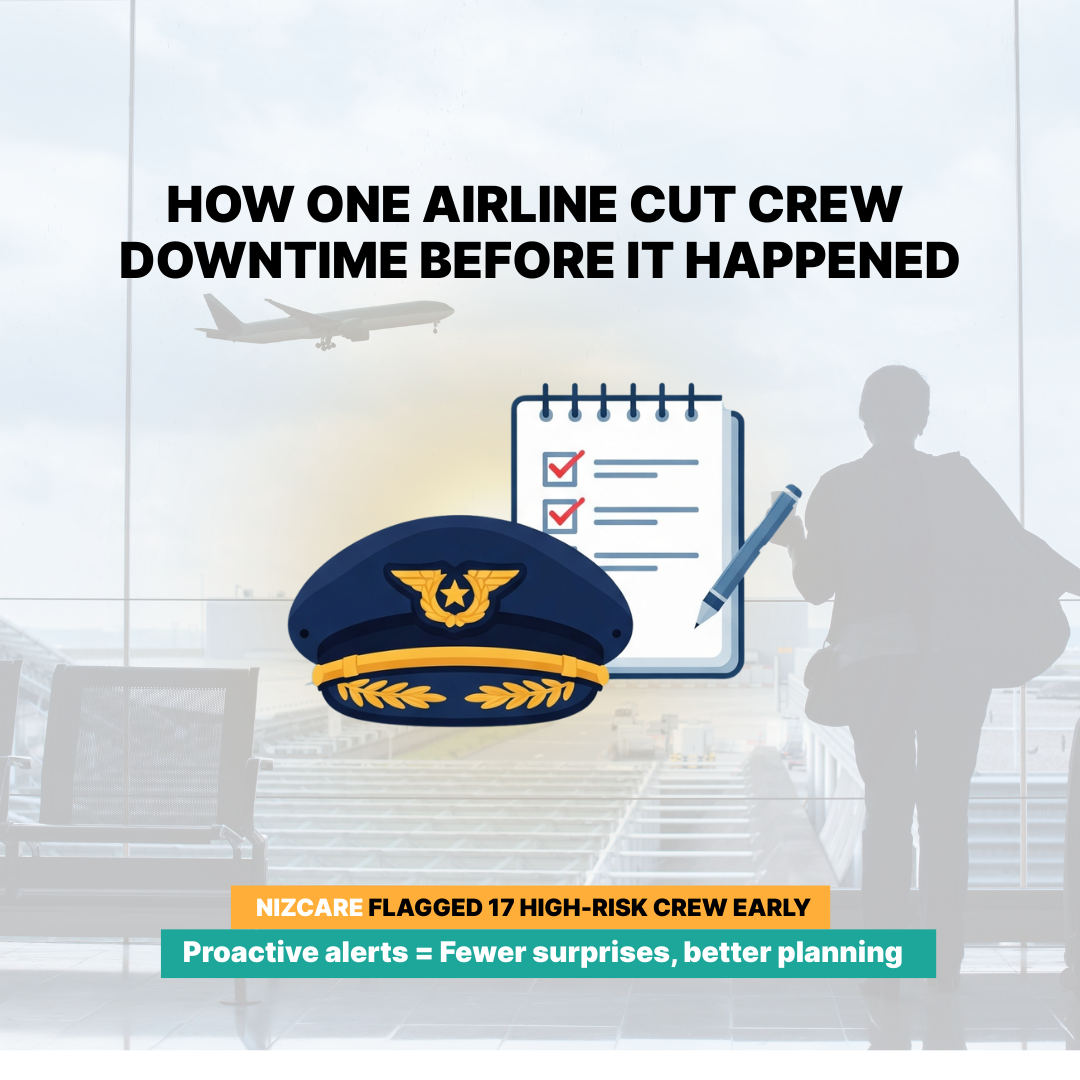 HOW ONE AIRLINE CUT CREW
DOWNTIME BEFORE IT HAPPENED
NIZCARE FLAGGED 17 HIGH-RISK CREW EARLY
Proactive alerts = Fewer surprises, better planning